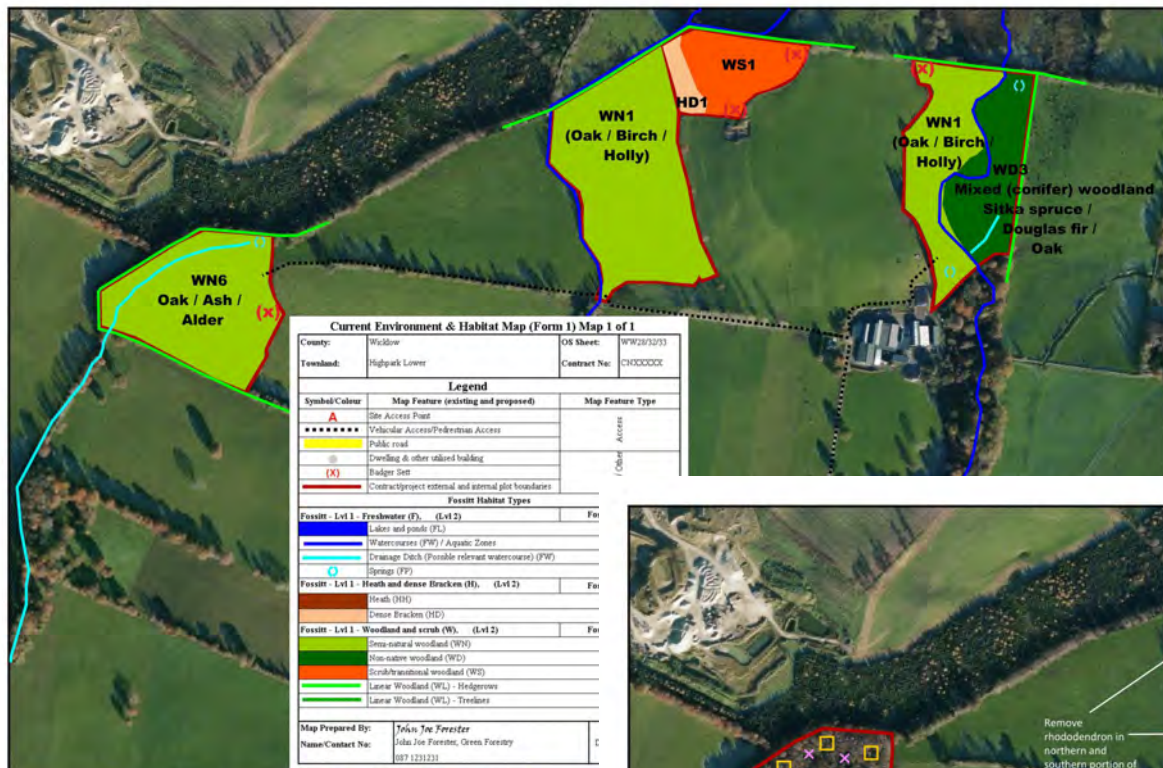 WS1
HD1
WN1
(Oak / Birch /
Holly)
WN1
(Oak / Birch /
Holly)
WD3
Mixed (conifer) woodland
Sitka spruce /
Douglas fir /
Oak
WN6
Oak / Ash /
Alder
(x)
(x)
(x)
(x)
()
()
()
Current Environment & Habitat Map (Form 1) Map 1 of 1
County: Wicklow OS Sheet: WW28/32/33
Townland: Highpark Lower Contract No: CNXXXXX
Legend
Symbol/Colour Map Feature (existing and proposed) Map Feature Type
A Site Access Point
Vehicular Access/Pedrestrian Access
Public road
Dwelling & other utilised building
(X) Badger Sett
Contract/project external and internal plot boundaries
/Other Access
Fossitt Habitat Types
Fossitt - Lvl 1 - Freshwater (F), (Lvl 2) Fos
Lakes and ponds (FL)
Watercourses (FW) / Aquatic Zones
Drainage Ditch (Possible relevant watercourse) (FW)
() Springs (FP)
Fossitt - Lvl 1 - Heath and dense Bracken (H), (Lvl 2) Fos
Heath (HH)
Dense Bracken (HD)
Fossitt - Lvl 1 - Woodland and scrub (W), (Lvl 2) Fos
Semi-natural woodland (WN)
Non-native woodland (WD)
Scrub/transitional woodland (WS)
Linear Woodland (WL) - Hedgerows
Linear Woodland (WL) - Treelines
Map Prepared By: John Joe Forester
Name/Contact No: John Joe Forester, Green Forestry
087 1231231
Remove
rhododendron in
northern and
southern portion of